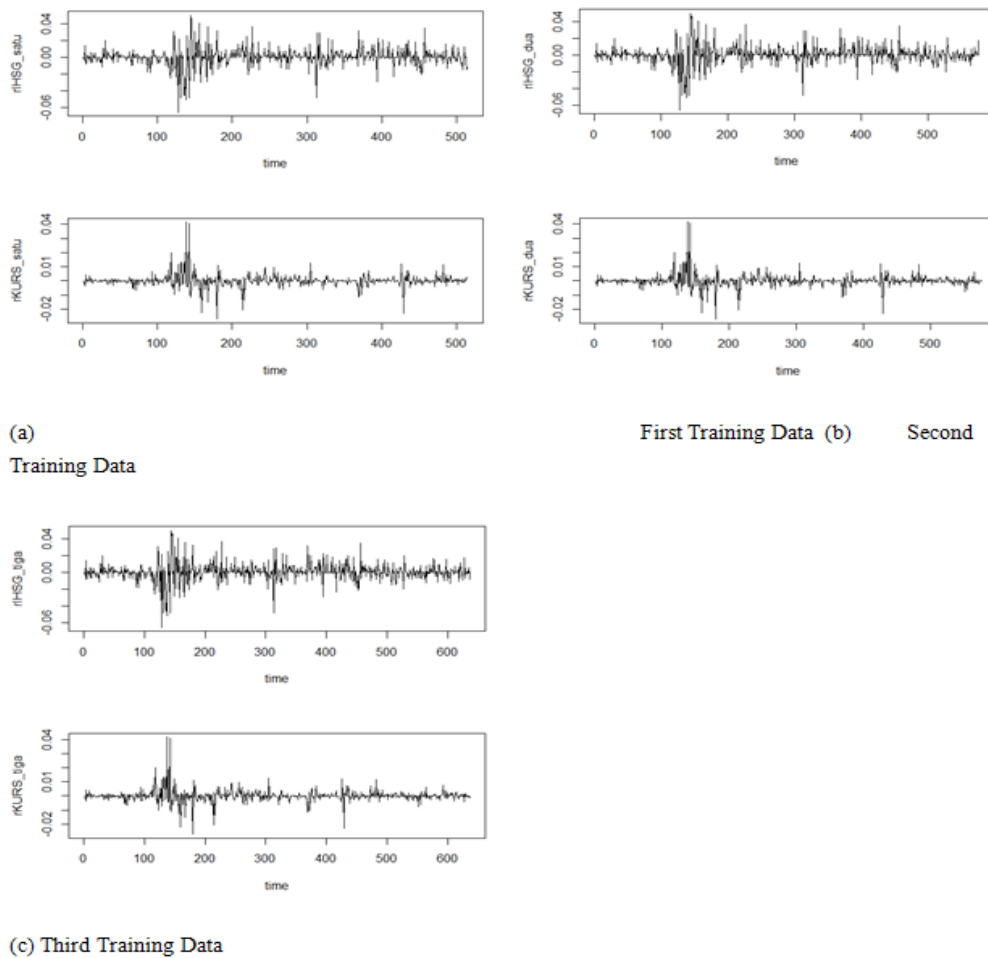 rIHSG_satu
0.04
0.00
-0.06
0 100 200 300 400 500
time
rKURS_satu
0.04
0.01
-0.02
0 100 200 300 400 500
time
rIHSG_dua
0.04
0.00
-0.06
0 100 200 300 400 500
time
rKURS_dua
0.04
0.01
-0.02
0 100 200 300 400 500
time
(a) First Training Data (b) Second
Training Data
rIHSG_tiga
0.04
0.00
-0.06
0 100 200 300 400 500 600
time
rKURS_tiga
0.04
0.01
-0.02
0 100 200 300 400 500 600
time
(c) Third Training Data